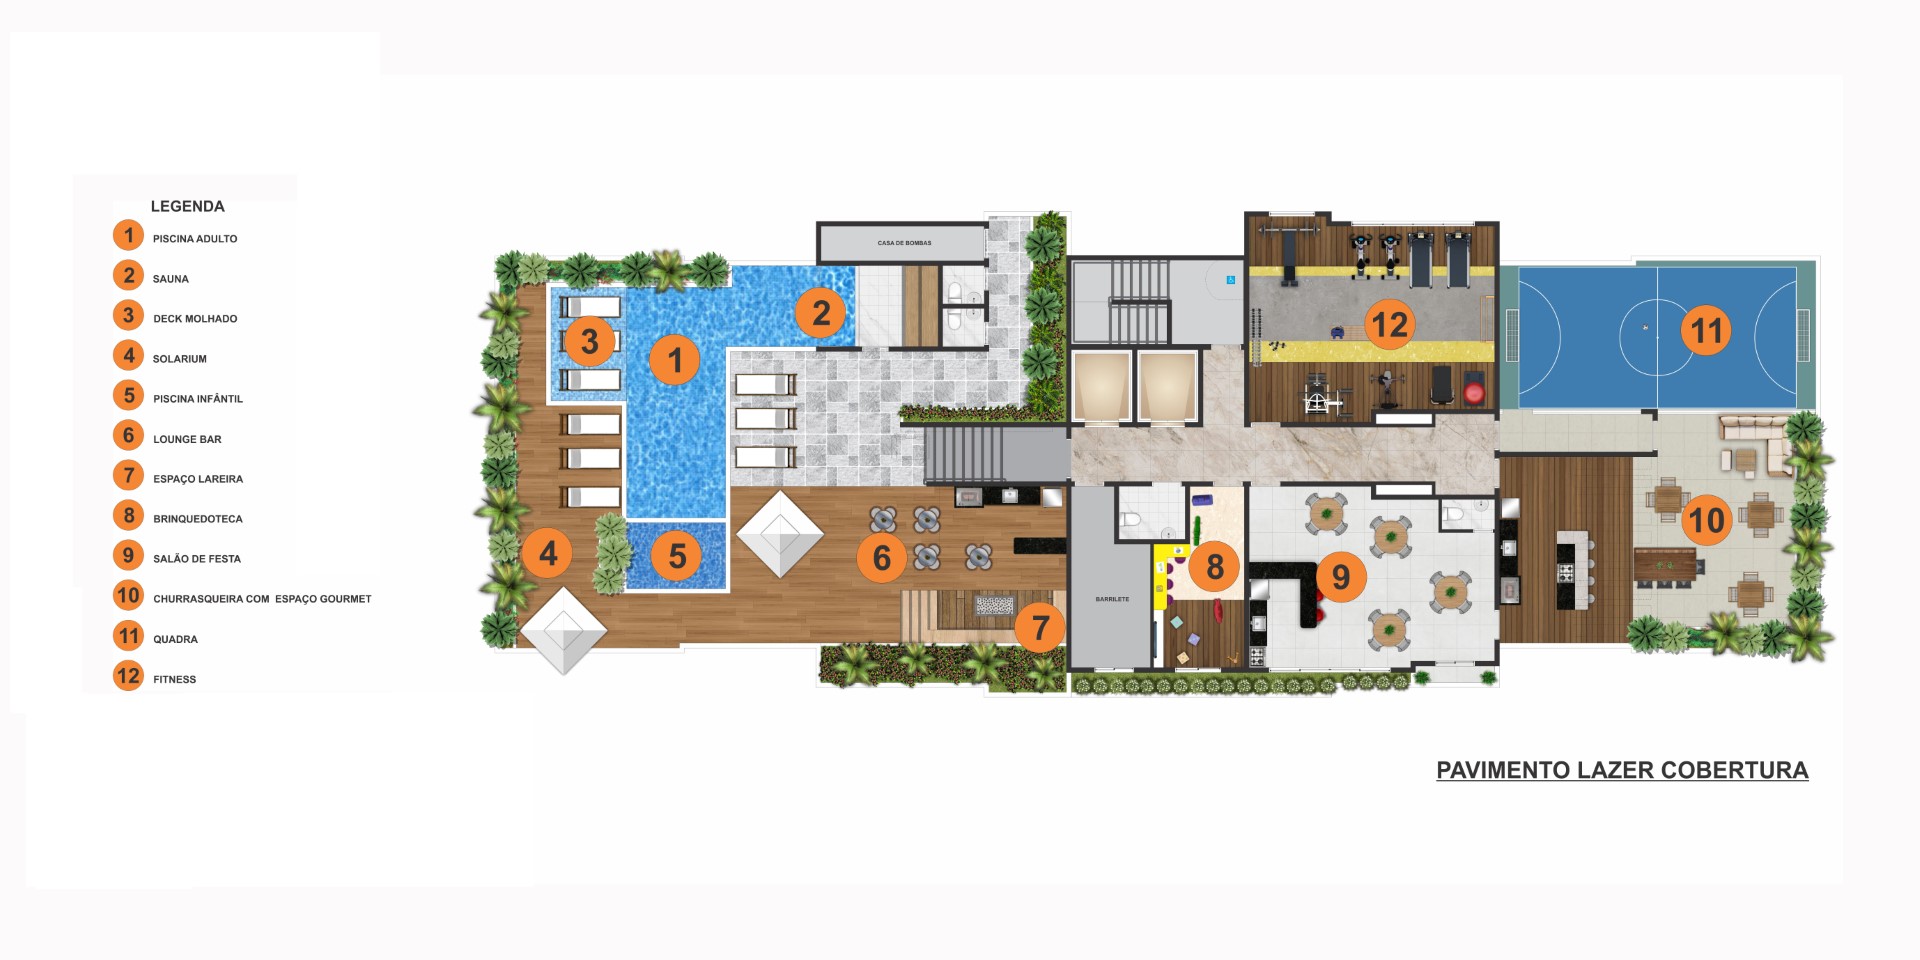 LEGENDA
1 PISCINA ADULTO
2 SAUNA
3 DECK MOLHADO
4 SOLARIUM
5 PISCINA INFÂNTIL
6 LOUNGE BAR
7 ESPAÇO LAREIRA
8 BRINQUEDOTECA
9 SALÃO DE FESTA
10 CHURRASQUEIRA COM ESPAÇO GOURMET
11 QUADRA
12 FITNESS
CASA DE BOMBAS
2
3
1
12
11
4
5
6
7
BARRILETE
8
9
10
PAVIMENTO LAZER COBERTURA